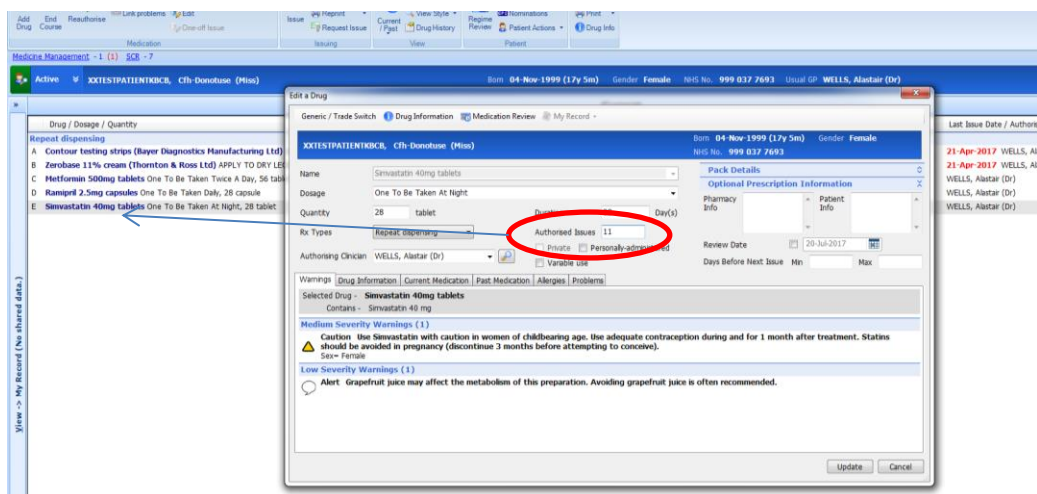 Add Drug End Course Reauthorise Link problems Edit
One-off Issue
Medication
Issue Reprint
Request Issue
Issuing
Current / Past View Style
Drug History
View
Regime Review Nominations
Patient Actions
Patient
Print
Drug Info
Medicine Management - 1 (1) SCR - 7
Active XXTESTPATIENTKBCB, Cfh-Donotuse (Miss) Born 04-Nov-1999 (17y 5m) Gender Female NHS No. 999 037 7693 Usual GP WELLS, Alastair (Dr)
Drug / Dosage / Quantity
Last Issue Date / Authoris
Repeat dispensing
A Contour testing strips (Bayer Diagnostics Manufacturing Ltd)
21-Apr-2017 WELLS, AL
B Zerobase 11% cream (Thornton & Ross Ltd) APPLY TO DRY LE
21-Apr-2017 WELLS, AL
C Metformin 500mg tablets One To Be Taken Twice A Day, 56 tabl
WELLS, Alastair (Dr)
D Ramipril 2.5mg capsules One To Be Taken Daily, 28 capsule
WELLS, Alastair (Dr)
E Simvastatin 40mg tablets One To Be Taken At Night, 28 tablet
WELLS, Alastair (Dr)
View -> My Record (No shared data.)
Edit a Drug
Generic / Trade Switch Drug Information Medication Review My Record
XXTESTPATIENTKBCB, Cfh-Donotuse (Miss)
Born 04-Nov-1999 (17y 5m) Gender Female
NHS No. 999 037 7693
Name Simvastatin 40mg tablets
Dosage One To Be Taken At Night
Quantity 28 tablet Day(s)
Rx Types Repeat dispensing Authorised Issues 11
Private Personally-administered
Authorising Clinician WELLS, Alastair (Dr) Variable use
Pack Details
Optional Prescription Information
Pharmacy Info Patient Info
Review Date 20-Jul-2017
Days Before Next Issue Min Max
Warnings Drug Information Current Medication Past Medication Allergies Problems
Selected Drug - Simvastatin 40mg tablets
Contains - Simvastatin 40 mg
Medium Severity Warnings (1)
Caution Use Simvastatin with caution in women of childbearing age. Use adequate contraception during and for 1 month after treatment. Statins
should be avoided in pregnancy (discontinue 3 months before attempting to conceive).
Sex= Female
Low Severity Warnings (1)
Alert Grapefruit juice may affect the metabolism of this preparation. Avoiding grapefruit juice is often recommended.
Update Cancel